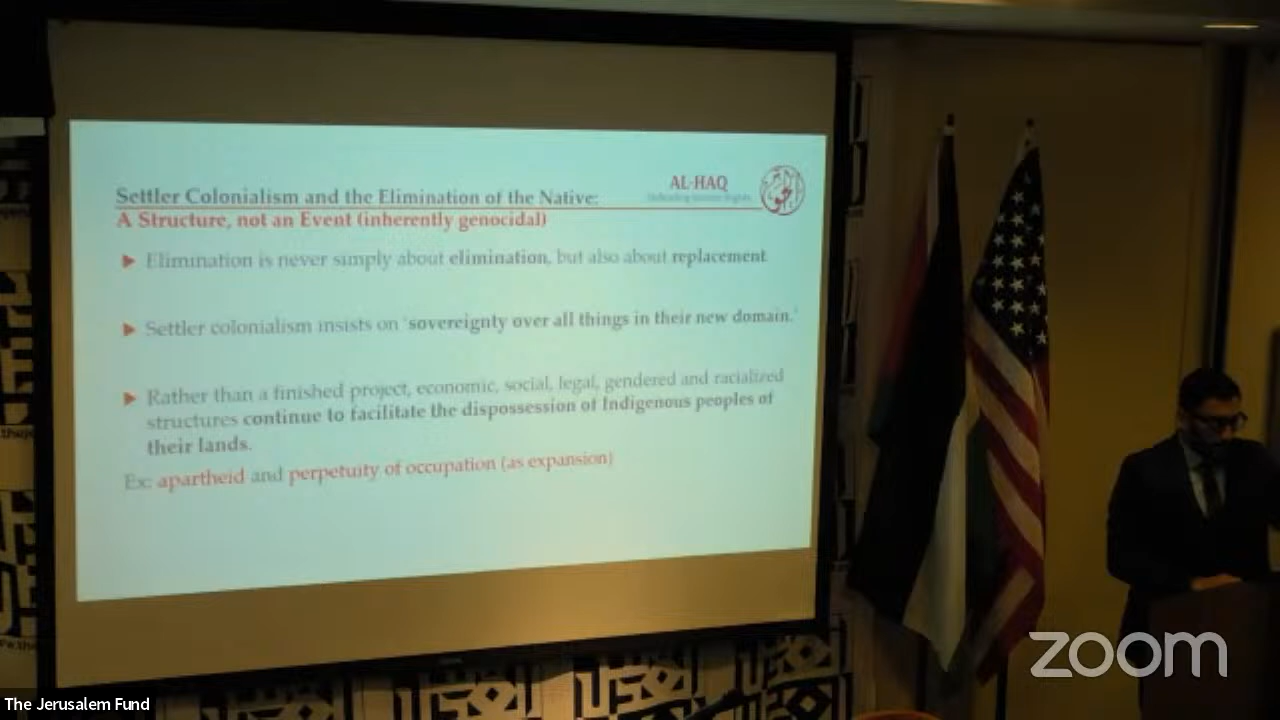 Settler Colonialism and the Elimination of the Native:
A Structure, not an Event (inherently genocidal)
AL-HAQ
Defending Human Rights
▶ Elimination is never simply about elimination, but also about replacement
▶ Settler colonialism insists on 'sovereignty over all things in their new domain.'
▶ Rather than a finished project, economic, social, legal, gendered and racialized
structures continue to facilitate the dispossession of Indigenous peoples of
their lands.
Ex: apartheid and perpetuity of occupation (as expansion)
zoom
The Jerusalem Fund